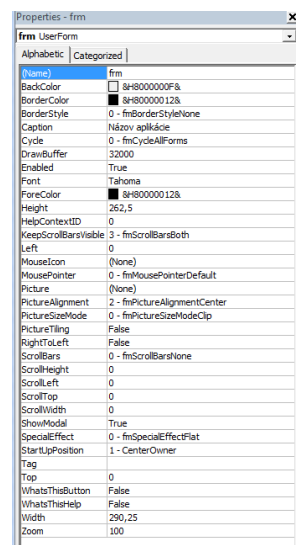 Properties - frm x
frm UserForm
Alphabetic Categorized
(Name) frm
BackColor &H8000000F&
BorderColor &H80000012&
BorderStyle 0 - fmBorderStyleNone
Caption Názov aplikácie
Cycle 0 - fmCycleAllForms
DrawBuffer 32000
Enabled True
Font Tahoma
ForeColor &H80000012&
Height 262,5
HelpContextID 0
KeepScrollBarsVisible 3 - fmScrollBarsBoth
Left 0
MouseIcon (None)
MousePointer 0 - fmMousePointerDefault
Picture (None)
PictureAlignment 2 - fmPictureAlignmentCenter
PictureSizeMode 0 - fmPictureSizeModeClip
PictureTiling False
RightToLeft False
ScrollBars 0 - fmScrollBarsNone
ScrollHeight 0
ScrollLeft 0
ScrollTop 0
ScrollWidth 0
ShowModal True
SpecialEffect 0 - fmSpecialEffectFlat
StartUpPosition 1 - CenterOwner
Tag
Top 0
WhatsThisButton False
WhatsThisHelp False
Width 290,25
Zoom 100